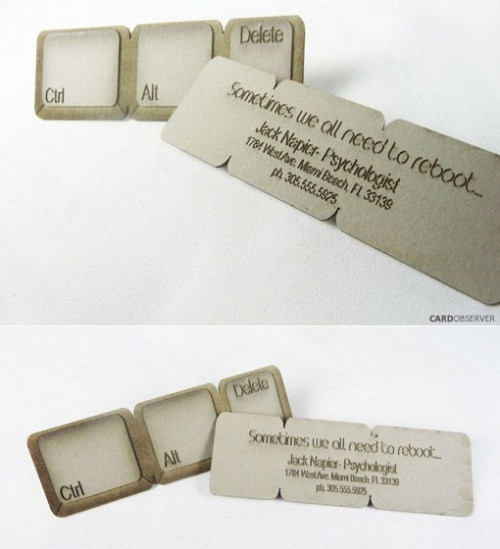 Ctrl
Alt
Delete
Sometimes we all need to reboot...
Jack Napier- Psychologist
1784 West Ave. Miami Beech, FL 33139
ph. 305.555.5925
CARDOBSERVER
Ctrl
Alt
Delete
Sometimes we all need to reboot...
Jack Napier- Psychologist
1784 West Ave. Miami Beech, FL 33139
ph. 305.555.5925